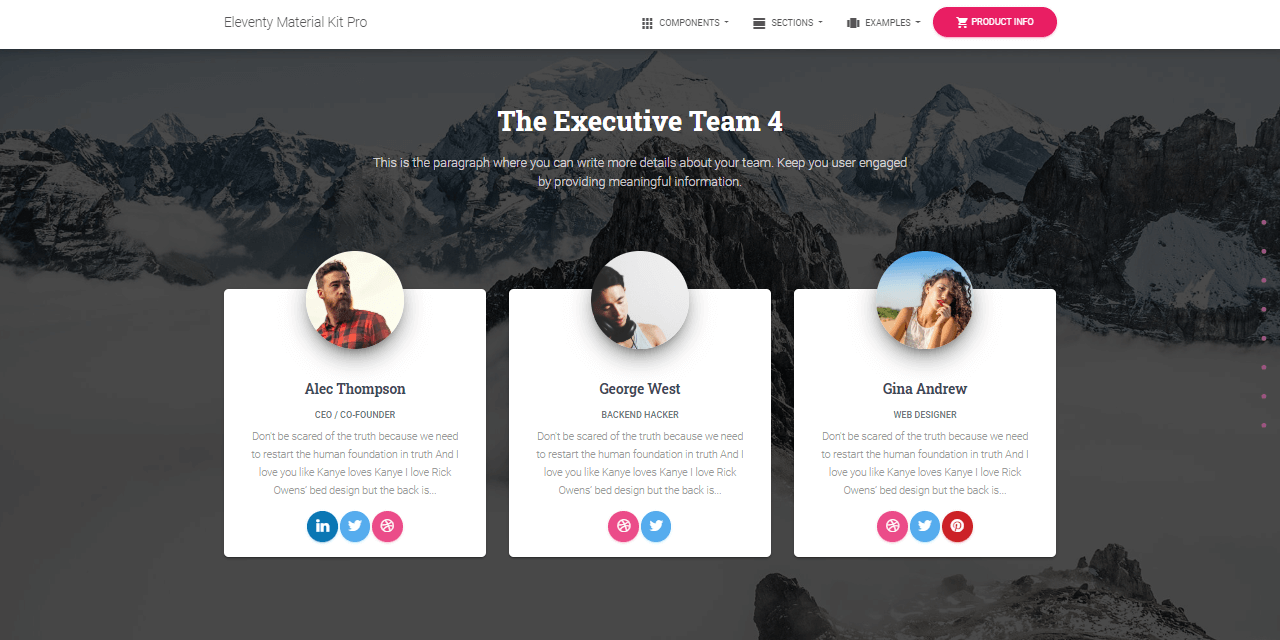 Eleventy Material Kit Pro
COMPONENTS
SECTIONS
EXAMPLES
PRODUCT INFO
The Executive Team 4
This is the paragraph where you can write more details about your team. Keep you user engaged
by providing meaningful information.
Alec Thompson
CEO / CO-FOUNDER
Don't be scared of the truth because we need
to restart the human foundation in truth And I
love you like Kanye loves Kanye I love Rick
Owens' bed design but the back is...
George West
BACKEND HACKER
Don't be scared of the truth because we need
to restart the human foundation in truth And I
love you like Kanye loves Kanye I love Rick
Owens' bed design but the back is...
Gina Andrew
WEB DESIGNER
Don't be scared of the truth because we need
to restart the human foundation in truth And I
love you like Kanye loves Kanye I love Rick
Owens' bed design but the back is...